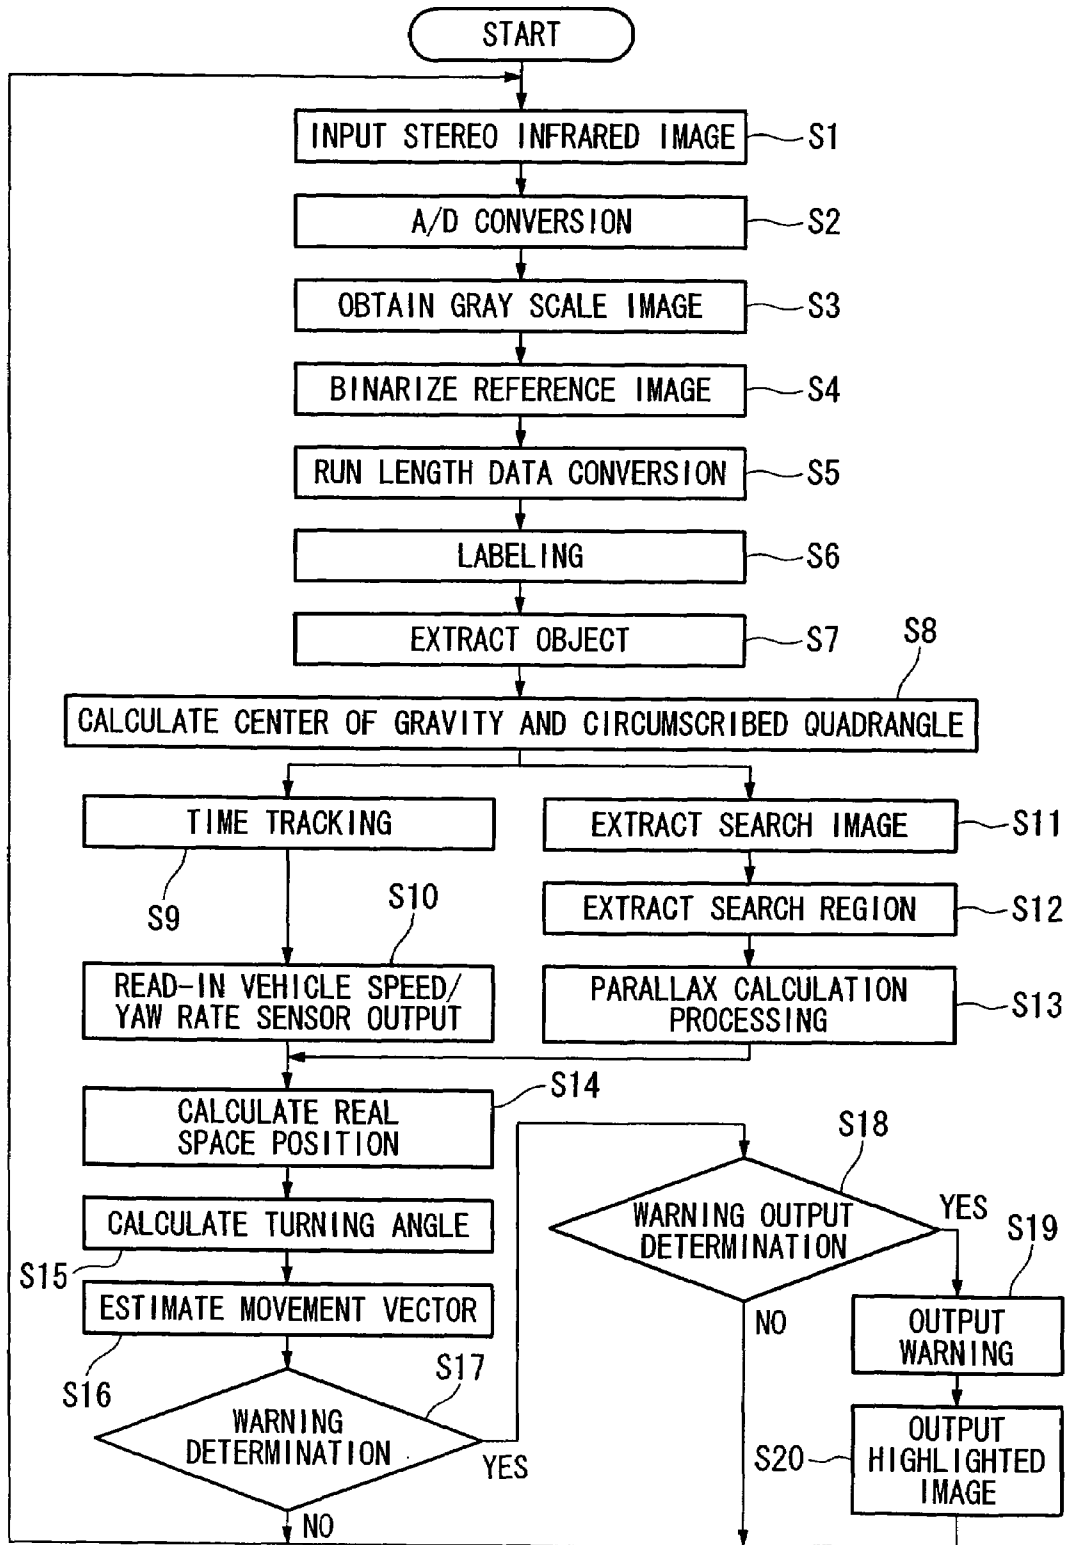 START
INPUT STEREO INFRARED IMAGE
S1
A/D CONVERSION
S2
OBTAIN GRAY SCALE IMAGE
S3
BINARIZE REFERENCE IMAGE
S4
RUN LENGTH DATA CONVERSION
S5
LABELING
S6
EXTRACT OBJECT
S7
S8
CALCULATE CENTER OF GRAVITY AND CIRCUMSCRIBED QUADRANGLE
TIME TRACKING
S9
EXTRACT SEARCH IMAGE
S11
S10
EXTRACT SEARCH REGION
S12
READ-IN VEHICLE SPEED/
YAW RATE SENSOR OUTPUT
PARALLAX CALCULATION
PROCESSING
S13
S14
CALCULATE REAL
SPACE POSITION
CALCULATE TURNING ANGLE
S15
ESTIMATE MOVEMENT VECTOR
S16
S17
WARNING
DETERMINATION
YES
NO
S18
WARNING OUTPUT
DETERMINATION
YES
NO
S19
OUTPUT
WARNING
S20
OUTPUT
HIGHLIGHTED
IMAGE